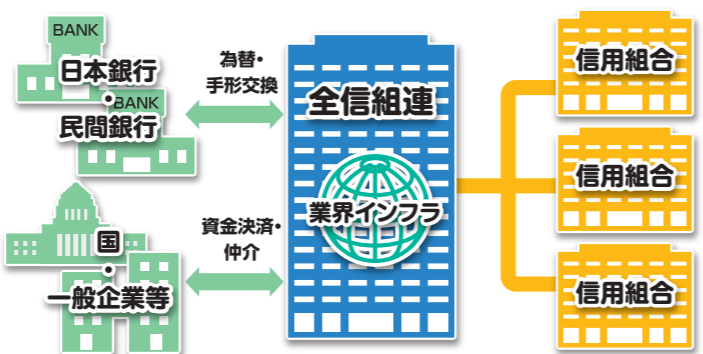 BANK
日本銀行
・
BANK
民間銀行
為替・
手形交換
国
・
一般企業等
資金決済・
仲介
全信組連
業界インフラ
信用組合
信用組合
信用組合